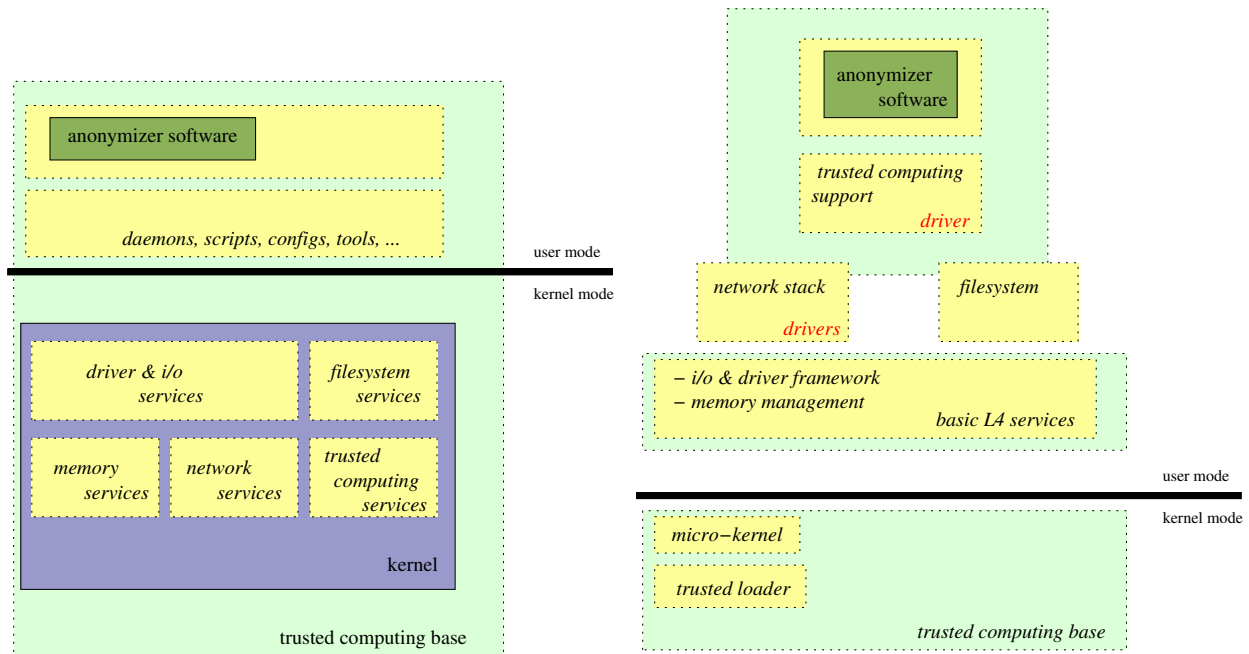 anonymizer software
daemons, scripts, configs, tools, ...
user mode
kernel mode
driver & i/o
services
filesystem
services
memory
services
network
services
trusted
computing
services
kernel
trusted computing base
anonymizer
software
trusted computing
support
driver
network stack
drivers
filesystem
− i/o & driver framework
− memory management
basic L4 services
user mode
kernel mode
micro−kernel
trusted loader
trusted computing base